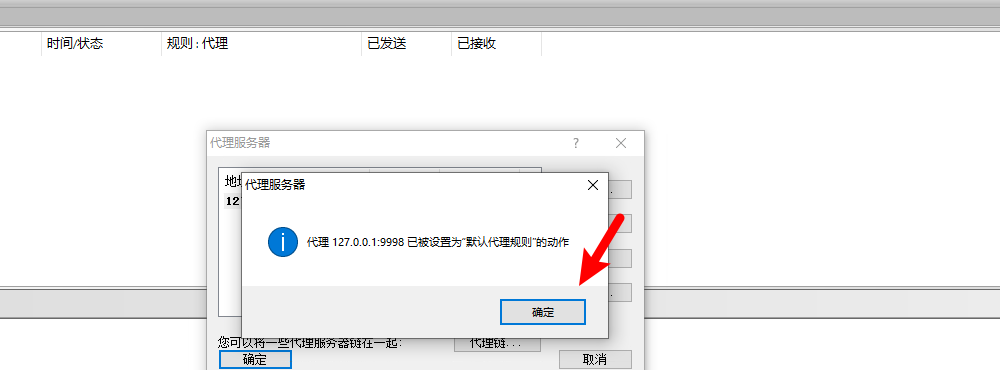 时间/状态 规则 : 代理 已发送 已接收
代理服务器 ?
代理服务器
代理 127.0.0.1:9998 已被设置为"默认代理规则"的动作
确定
您可以将一些代理服务器链在一起:
代理链...
确定 取消